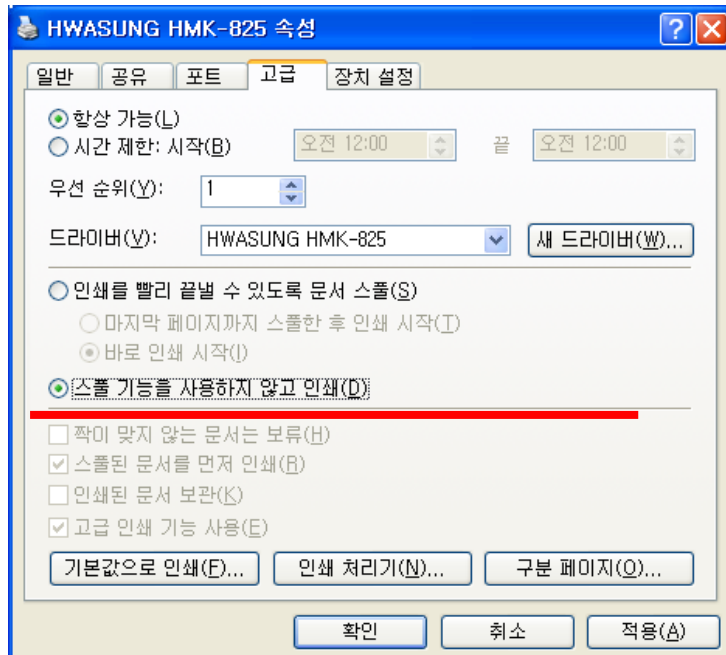 HWASUNG HMK-825 속성
일반 공유 포트 고급 장치 설정
항상 가능(L)
시간 제한: 시작(B) 오전 12:00 끝 오전 12:00
우선 순위(Y): 1
드라이버(V): HWASUNG HMK-825 새 드라이버(W)...
인쇄를 빨리 끝낼 수 있도록 문서 스풀(S)
마지막 페이지까지 스풀한 후 인쇄 시작(T)
바로 인쇄 시작(I)
스풀 기능을 사용하지 않고 인쇄(D)
짝이 맞지 않는 문서는 보류(H)
스풀된 문서를 먼저 인쇄(R)
인쇄된 문서 보관(K)
고급 인쇄 기능 사용(E)
기본값으로 인쇄(F)... 인쇄 처리기(N)... 구분 페이지(O)...
확인 취소 적용(A)